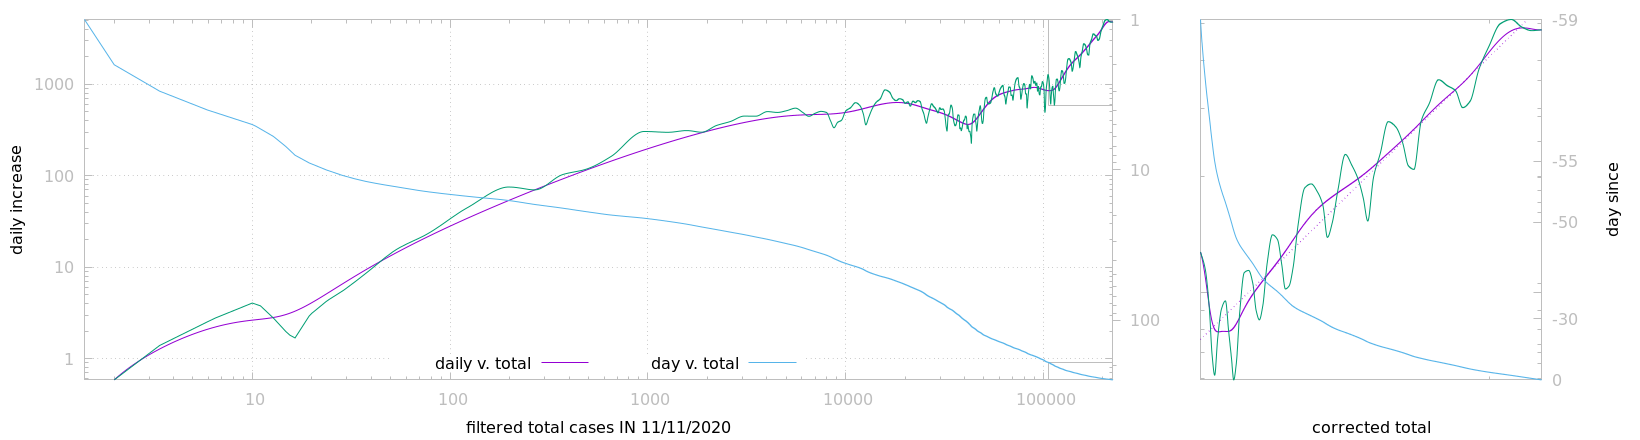 1
-59
1000
daily increase
100
10
-55
-50
day since
10
100
-30
1
daily v. total
day v. total
0
10
100
1000
10000
100000
filtered total cases IN 11/11/2020
corrected total